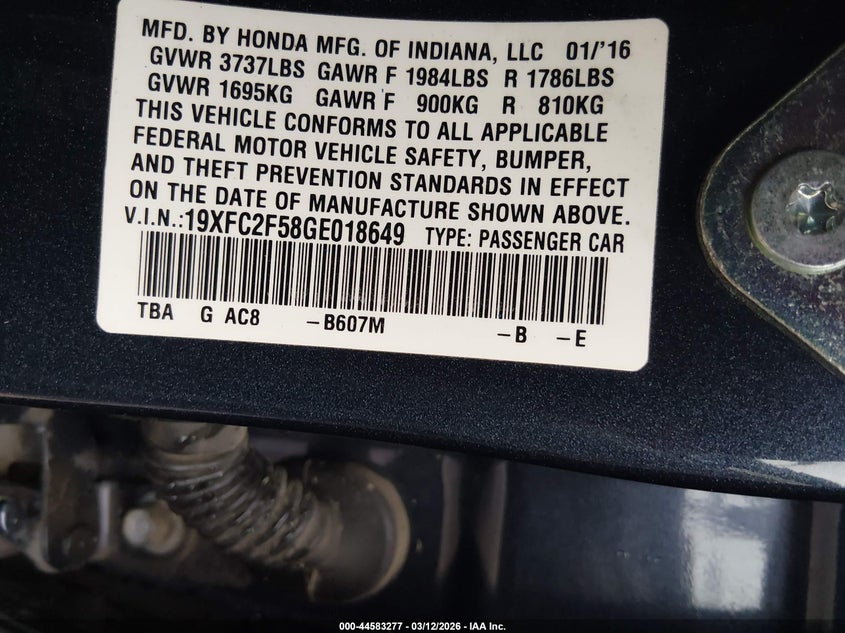 MFD. BY HONDA MFG. OF INDIANA, LLC 01/'16
GVWR 3737LBS GAWR F 1984LBS R 1786LBS
GVWR 1695KG GAWR F 900KG R 810KG
THIS VEHICLE CONFORMS TO ALL APPLICABLE
FEDERAL MOTOR VEHICLE SAFETY, BUMPER,
AND THEFT PREVENTION STANDARDS IN EFFECT
ON THE DATE OF MANUFACTURE SHOWN ABOVE.
V.I.N.:19XFC2F58GE018649 TYPE: PASSENGER CAR
TBA G AC8 -B607M -B -E
000-44583277 - 03/12/2026 - IAA Inc.